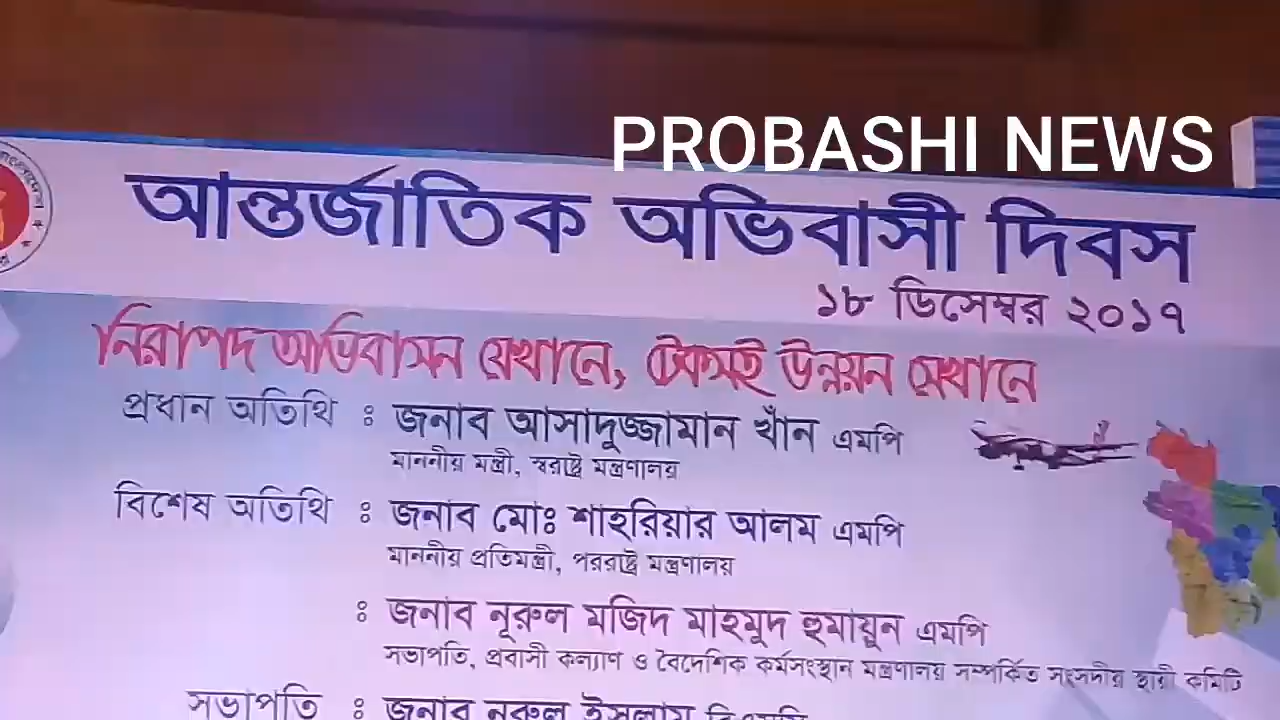 PROBASHI NEWS
আন্তর্জাতিক অভিবাসী দিবস
১৮ ডিসেম্বর ২০১৭
নিরাপদ অভিবাসন যেখানে, টেকসই উন্নয়ন সেখানে
প্রধান অতিথি : জনাব আসাদুজ্জামান খাঁন এমপি
মাননীয় মন্ত্রী, স্বরাষ্ট্র মন্ত্রণালয়
বিশেষ অতিথি : জনাব মোঃ শাহরিয়ার আলম এমপি
মাননীয় প্রতিমন্ত্রী, পররাষ্ট্র মন্ত্রণালয়
: জনাব নূরুল মজিদ মাহমুদ হুমায়ূন এমপি
সভাপতি, প্রবাসী কল্যাণ ও বৈদেশিক কর্মসংস্থান মন্ত্রণালয় সম্পর্কিত সংসদীয় স্থায়ী কমিটি
সভাপতি : জনাব নুরুল ইসলাম বিএসসি